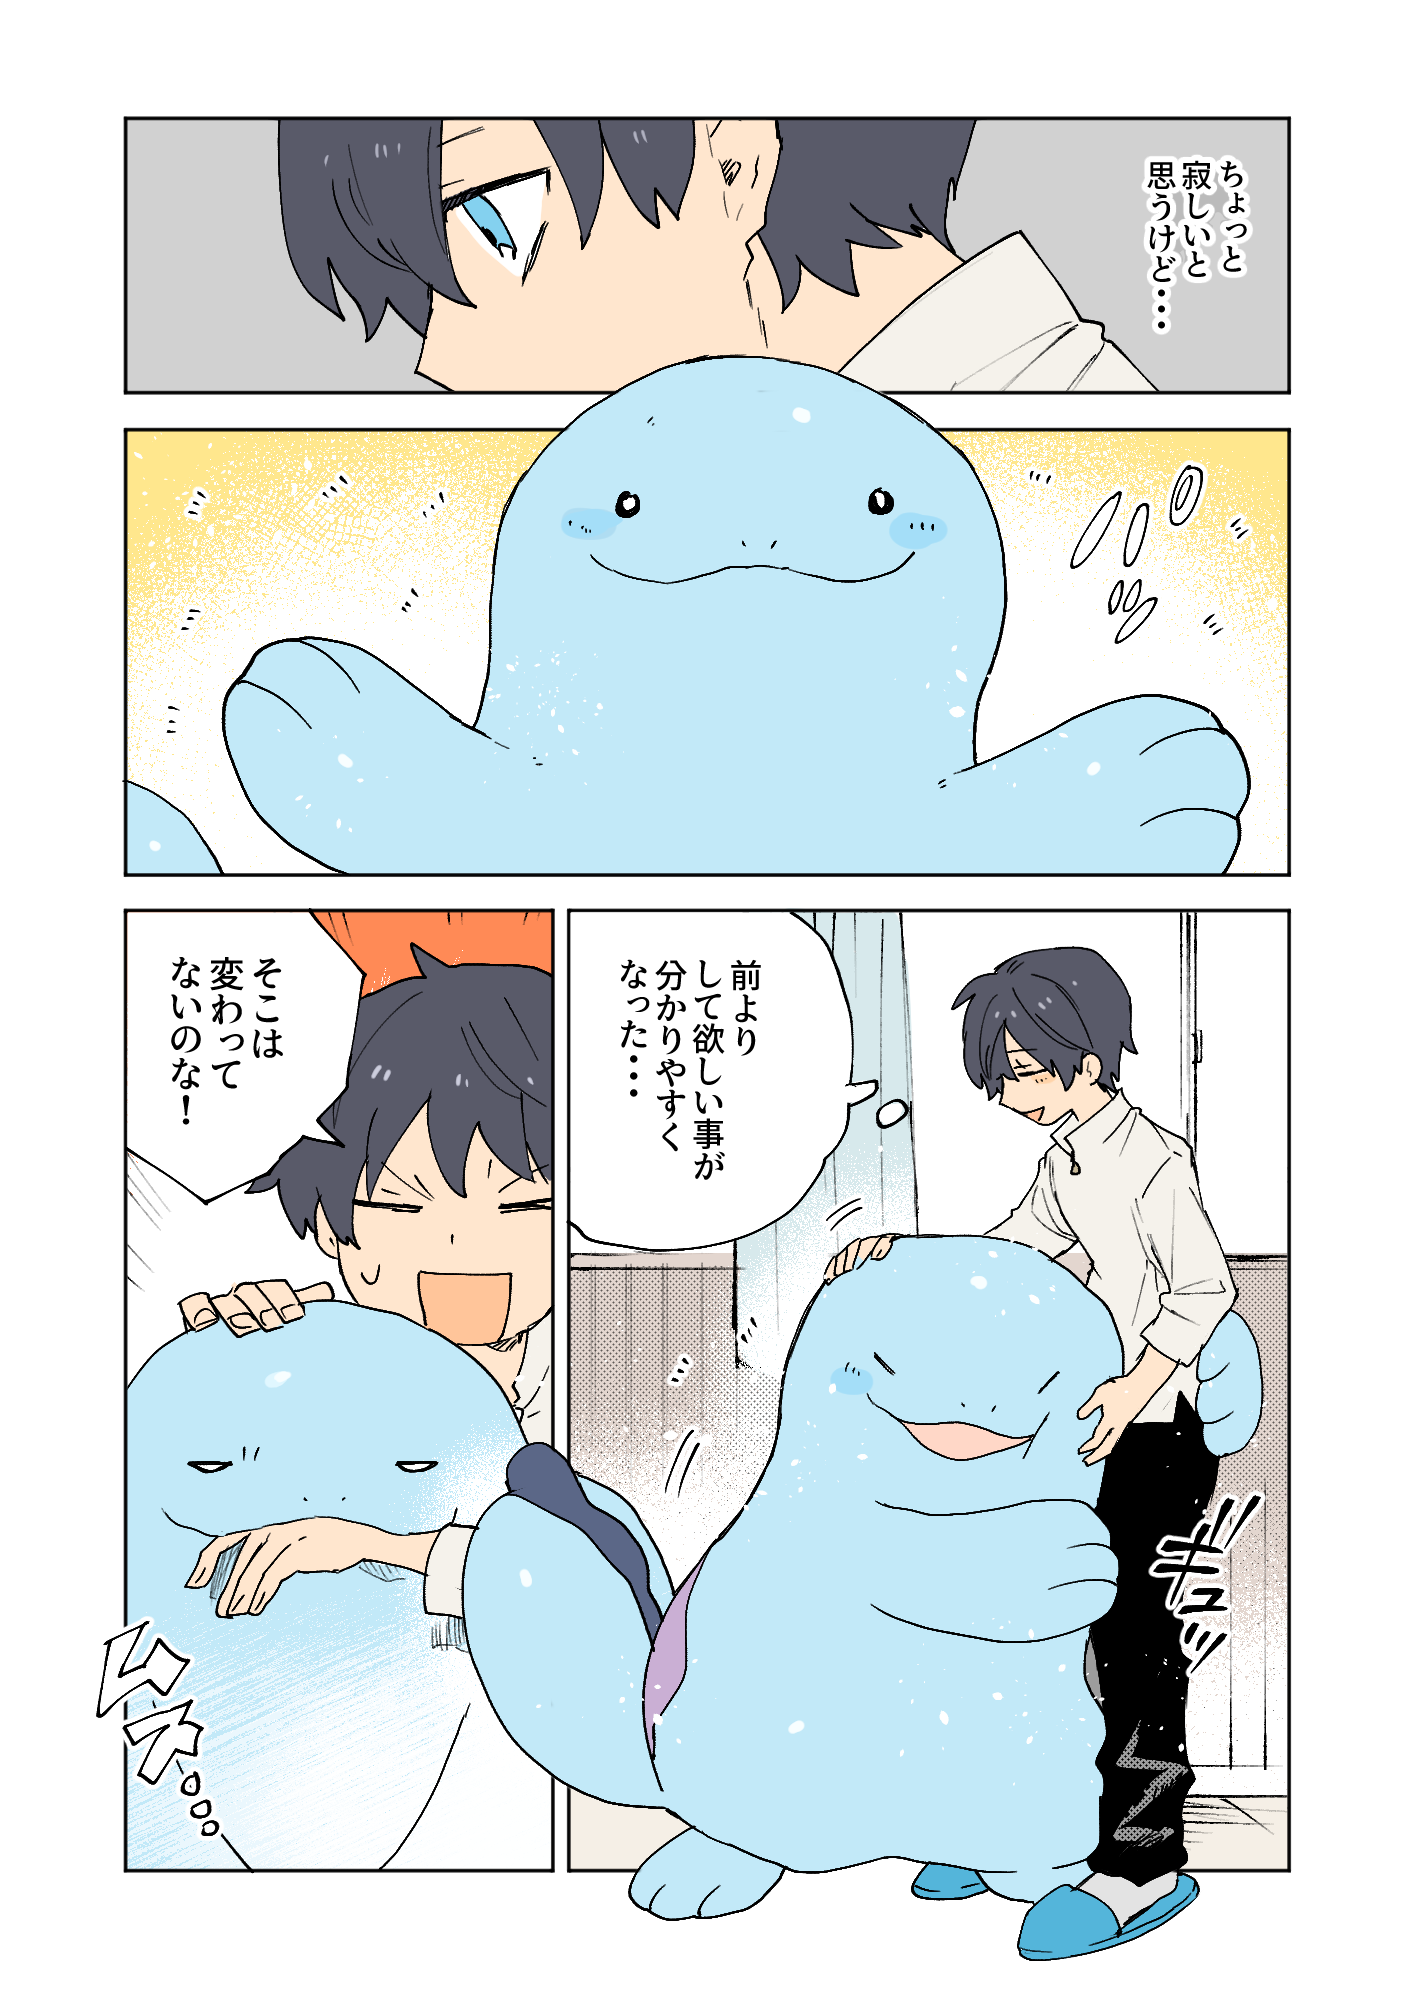 ちょっと
寂しいと
思うけど・・・
バッ
前より
して欲しい事が
分かりやすく
なった・・・
ギュッ
そこは
変わって
ないのな！
ムス…